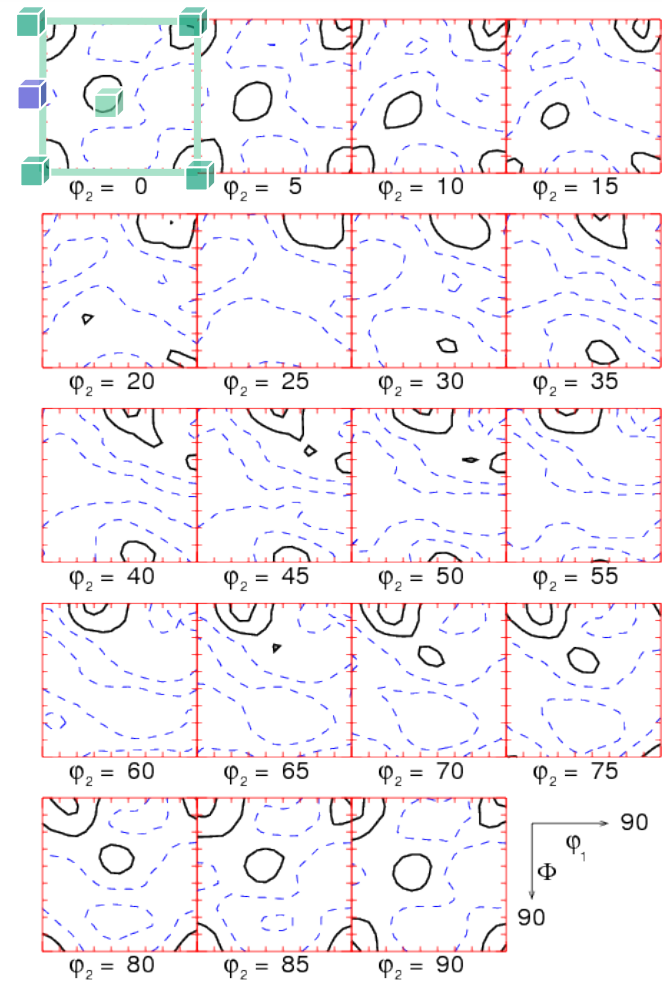 φ2 = 0 φ2 = 5 φ2 = 10 φ2 = 15
φ2 = 20 φ2 = 25 φ2 = 30 φ2 = 35
φ2 = 40 φ2 = 45 φ2 = 50 φ2 = 55
φ2 = 60 φ2 = 65 φ2 = 70 φ2 = 75
90
φ1
Φ
90
φ2 = 80 φ2 = 85 φ2 = 90